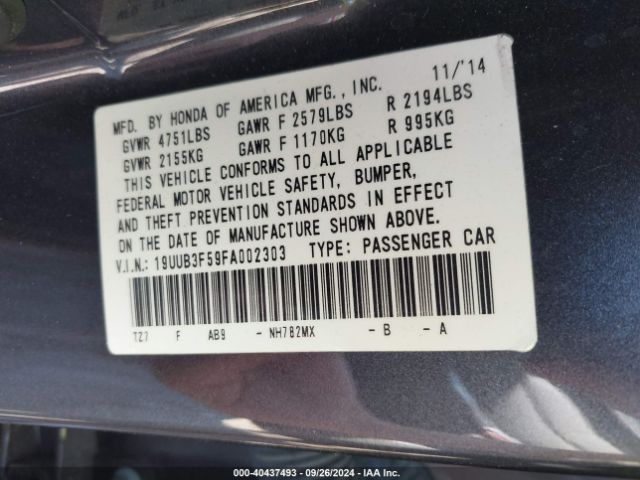 MFD. BY HONDA OF AMERICA MFG., INC. 11/'14
GVWR 4751LBS GAWR F 2579LBS R 2194LBS
GVWR 2155KG GAWR F 1170KG R 995KG
THIS VEHICLE CONFORMS TO ALL APPLICABLE
FEDERAL MOTOR VEHICLE SAFETY, BUMPER,
AND THEFT PREVENTION STANDARDS IN EFFECT
ON THE DATE OF MANUFACTURE SHOWN ABOVE.
V.I.N.: 19UUB3F59FA002303 TYPE: PASSENGER CAR
TZ7 F AB9 - NH782MX - B - A
000-40437493 - 09/26/2024 - IAA Inc.